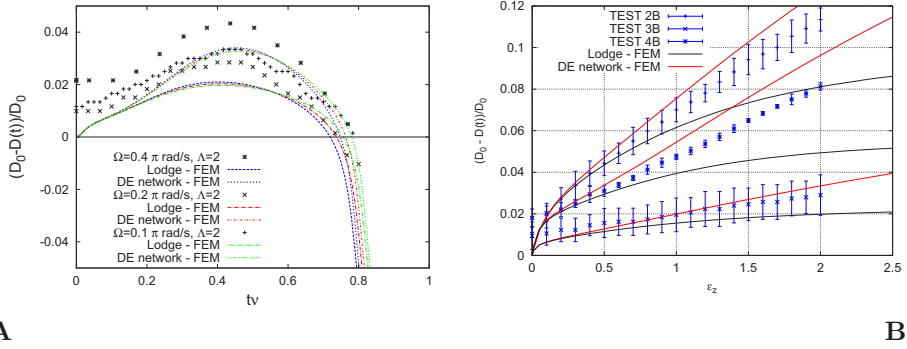 (D₀-D(t))/D₀
0.04
0.02
0
-0.02
-0.04
Ω=0.4 π rad/s, Λ=2
Lodge - FEM
DE network - FEM
Ω=0.2 π rad/s, Λ=2
Lodge - FEM
DE network - FEM
Ω=0.1 π rad/s, Λ=2
Lodge - FEM
DE network - FEM
0 0.2 0.4 0.6 0.8 1
tν
A
(D₀ - D(t))/D₀
0.12
0.1
0.08
0.06
0.04
0.02
0
TEST 2B
TEST 3B
TEST 4B
Lodge - FEM
DE network - FEM
0 0.5 1 1.5 2 2.5
ε_z
B